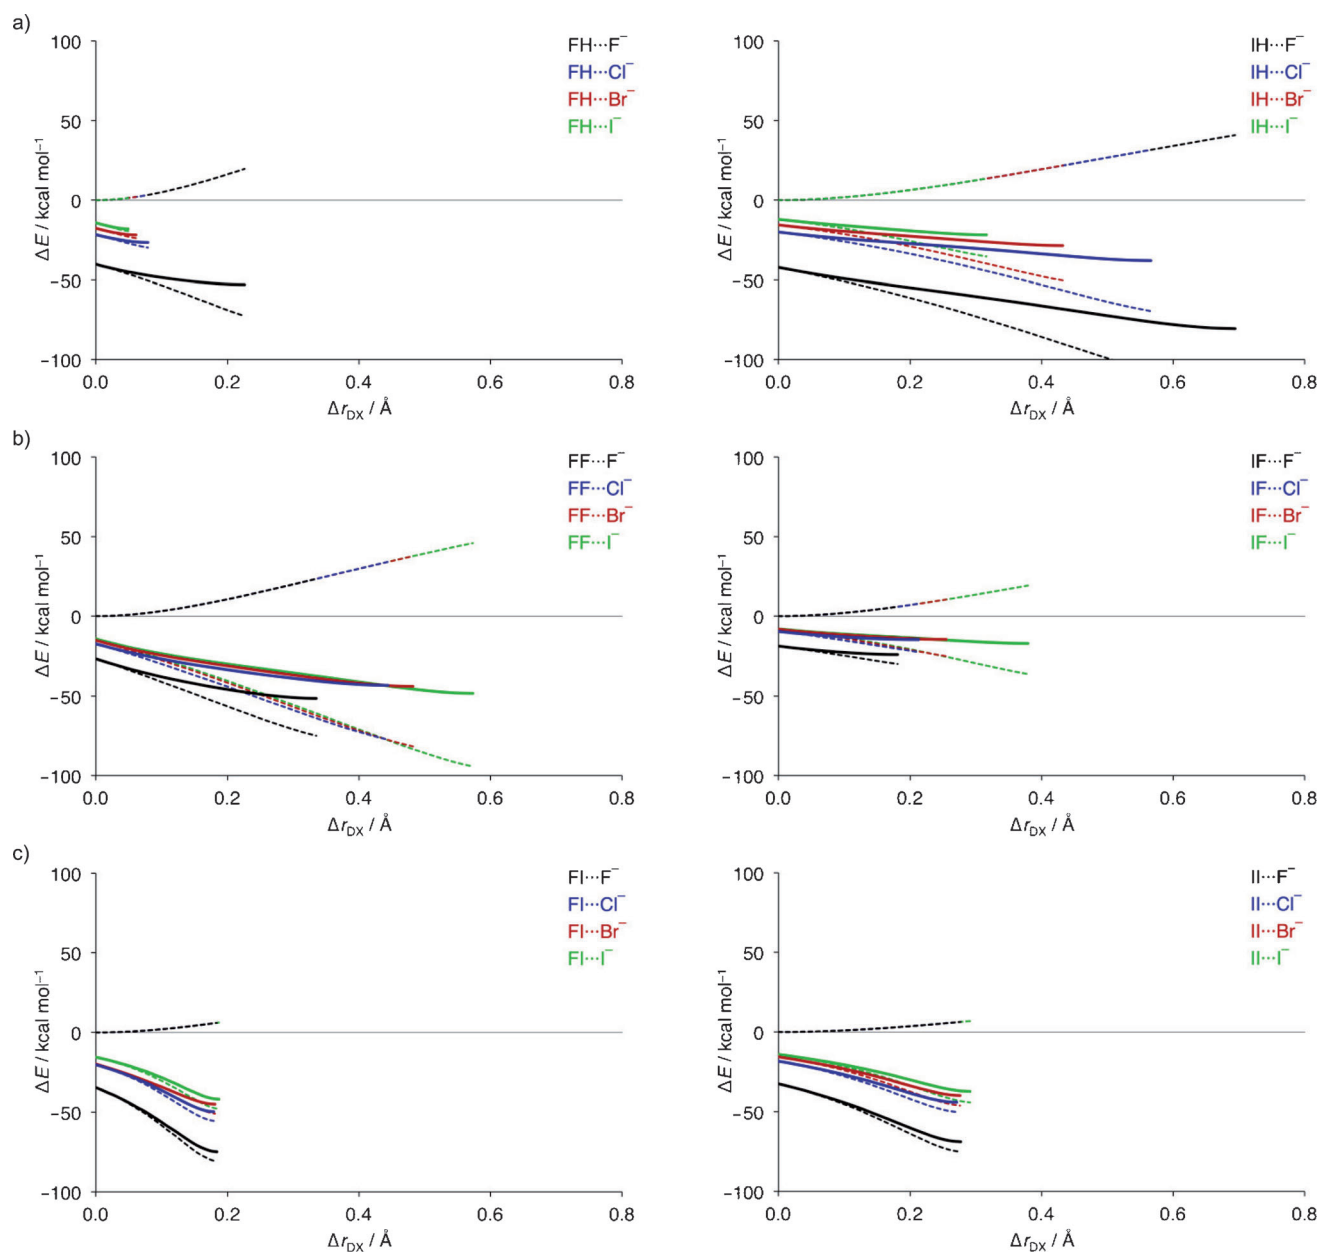 a)
100
50
0
−50
−100
ΔE / kcal mol⁻¹
0.0 0.2 0.4 0.6 0.8
Δr_DX / Å
FH···F⁻
FH···Cl⁻
FH···Br⁻
FH···I⁻
100
50
0
−50
−100
ΔE / kcal mol⁻¹
0.0 0.2 0.4 0.6 0.8
Δr_DX / Å
IH···F⁻
IH···Cl⁻
IH···Br⁻
IH···I⁻
b)
100
50
0
−50
−100
ΔE / kcal mol⁻¹
0.0 0.2 0.4 0.6 0.8
Δr_DX / Å
FF···F⁻
FF···Cl⁻
FF···Br⁻
FF···I⁻
100
50
0
−50
−100
ΔE / kcal mol⁻¹
0.0 0.2 0.4 0.6 0.8
Δr_DX / Å
IF···F⁻
IF···Cl⁻
IF···Br⁻
IF···I⁻
c)
100
50
0
−50
−100
ΔE / kcal mol⁻¹
0.0 0.2 0.4 0.6 0.8
Δr_DX / Å
FI···F⁻
FI···Cl⁻
FI···Br⁻
FI···I⁻
100
50
0
−50
−100
ΔE / kcal mol⁻¹
0.0 0.2 0.4 0.6 0.8
Δr_DX / Å
II···F⁻
II···Cl⁻
II···Br⁻
II···I⁻